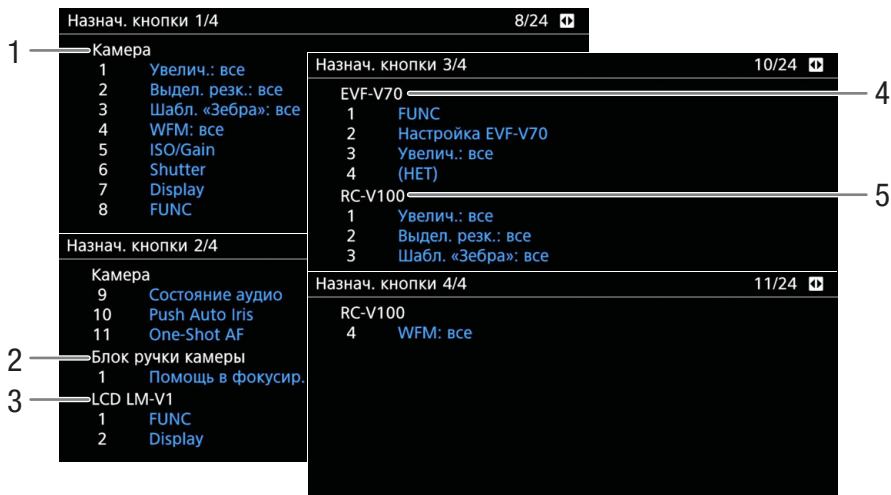 Назнач. кнопки 1/4 8/24
1
Камера
1 Увелич.: все
2 Выдел. резк.: все
3 Шабл. «Зебра»: все
4 WFM: все
5 ISO/Gain
6 Shutter
7 Display
8 FUNC
Назнач. кнопки 2/4
Камера
9 Состояние аудио
10 Push Auto Iris
11 One-Shot AF
2
Блок ручки камеры
1 Помощь в фокусир.
3
LCD LM-V1
1 FUNC
2 Display
Назнач. кнопки 3/4 10/24
EVF-V70
4
1 FUNC
2 Настройка EVF-V70
3 Увелич.: все
4 (НЕТ)
RC-V100
5
1 Увелич.: все
2 Выдел. резк.: все
3 Шабл. «Зебра»: все
Назнач. кнопки 4/4 11/24
RC-V100
4 WFM: все